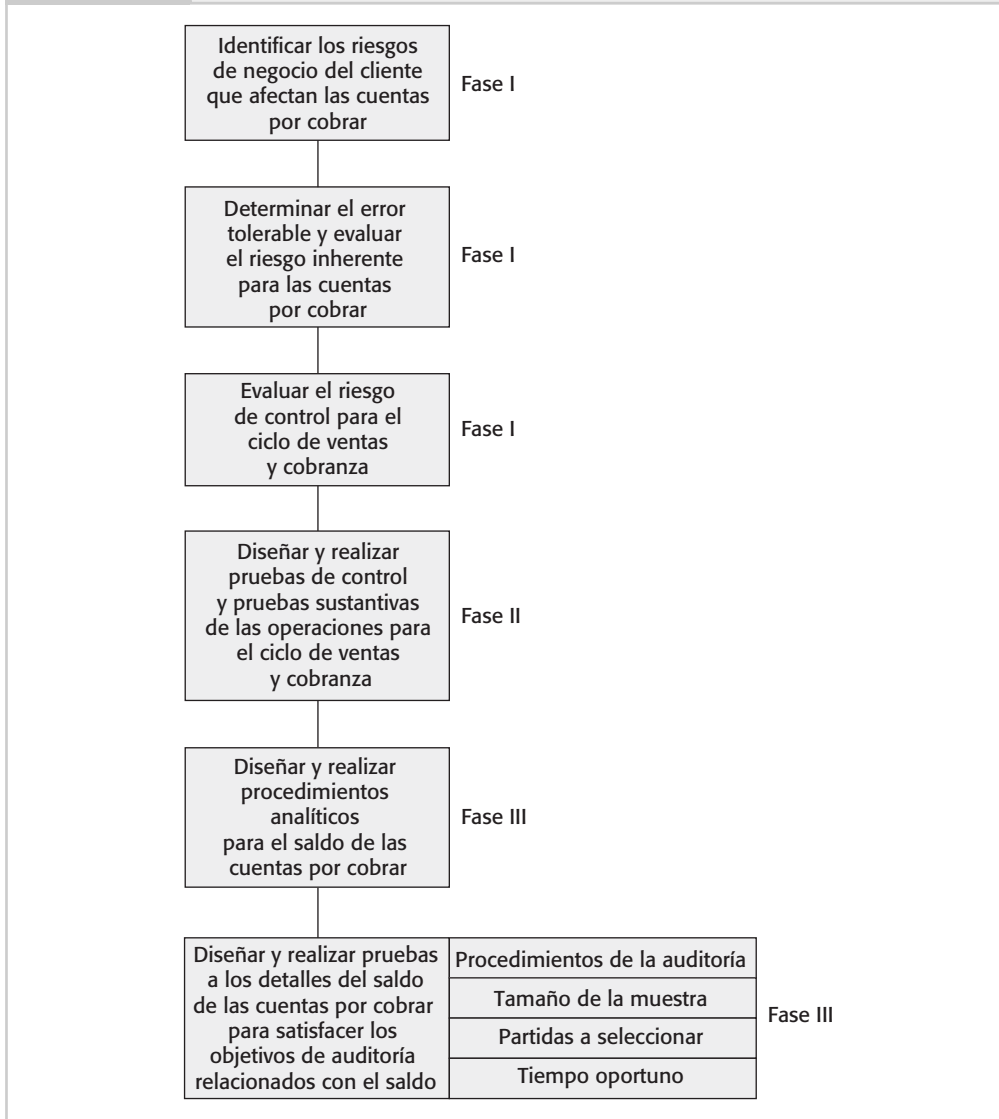 Identificar los riesgos
de negocio del cliente
que afectan las cuentas
por cobrar
Fase I
Determinar el error
tolerable y evaluar
el riesgo inherente
para las cuentas
por cobrar
Fase I
Evaluar el riesgo
de control para el
ciclo de ventas
y cobranza
Fase I
Diseñar y realizar
pruebas de control
y pruebas sustantivas
de las operaciones para
el ciclo de ventas
y cobranza
Fase II
Diseñar y realizar
procedimientos
analíticos
para el saldo de las
cuentas por cobrar
Fase III
Diseñar y realizar pruebas
a los detalles del saldo
de las cuentas por cobrar
para satisfacer los
objetivos de auditoría
relacionados con el saldo
Procedimientos de la auditoría
Tamaño de la muestra
Partidas a seleccionar
Tiempo oportuno
Fase III